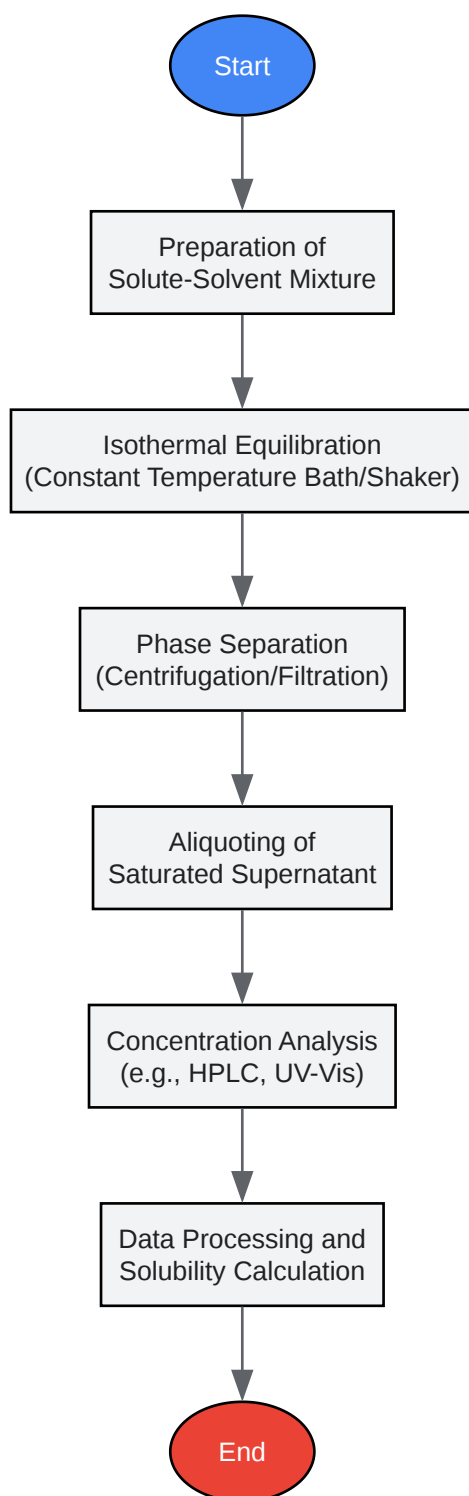 Start
Preparation of
Solute-Solvent Mixture
Isothermal Equilibration
(Constant Temperature Bath/Shaker)
Phase Separation
(Centrifugation/Filtration)
Aliquoting of
Saturated Supernatant
Concentration Analysis
(e.g., HPLC, UV-Vis)
Data Processing and
Solubility Calculation
End